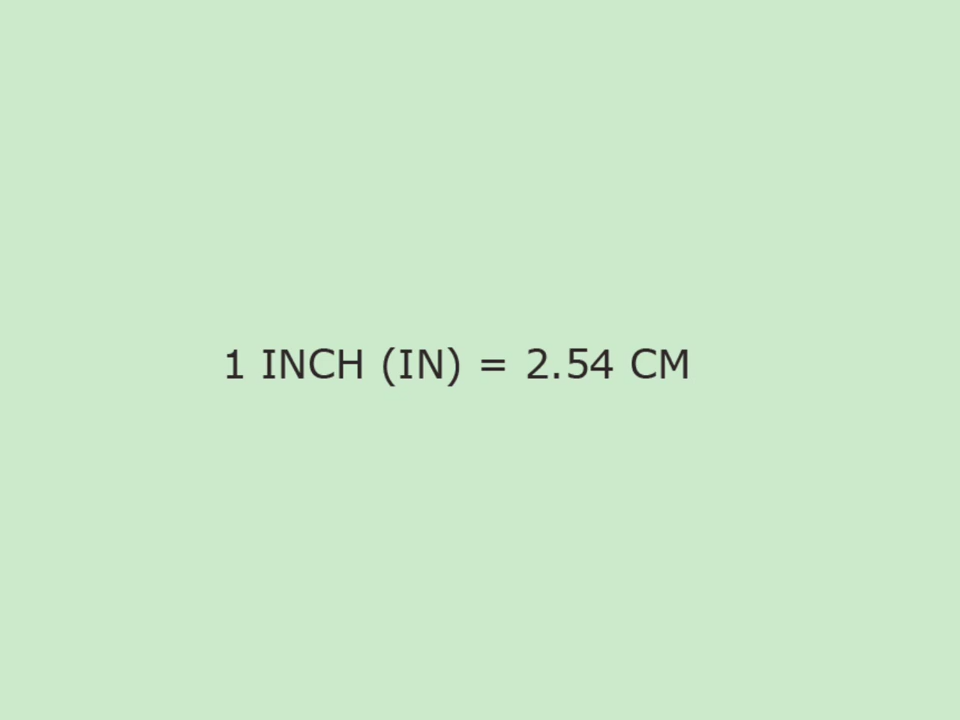 1 INCH (IN) = 2.54 CM